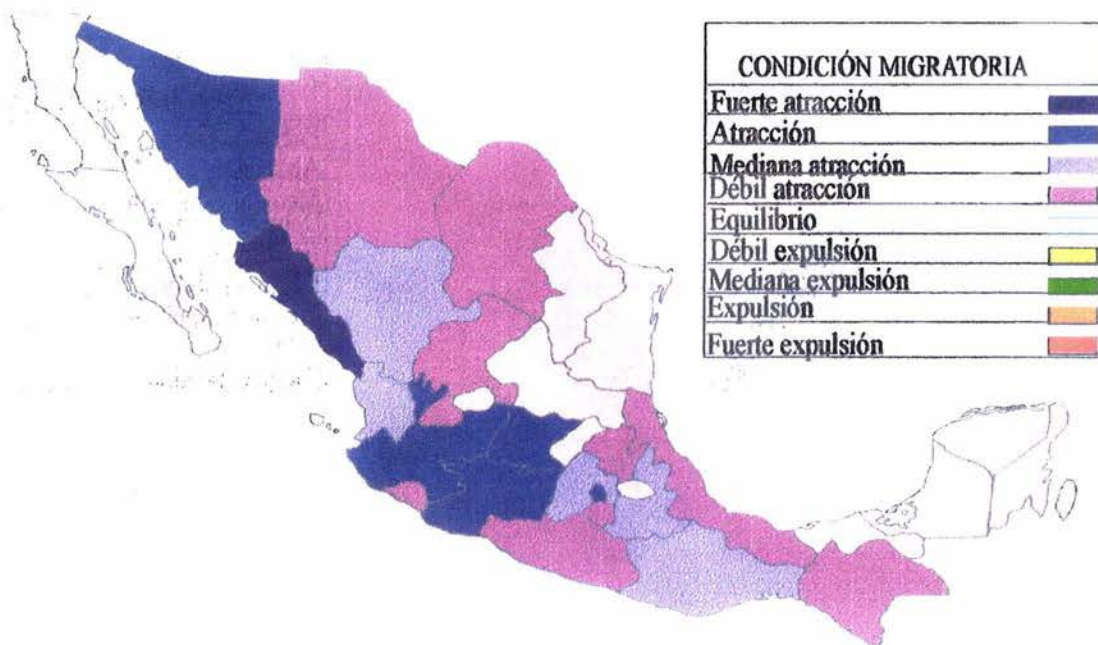 CONDICIÓN MIGRATORIA
Fuerte atracción
Atracción
Mediana atracción
Débil atracción
Equilibrio
Débil expulsión
Mediana expulsión
Expulsión
Fuerte expulsión